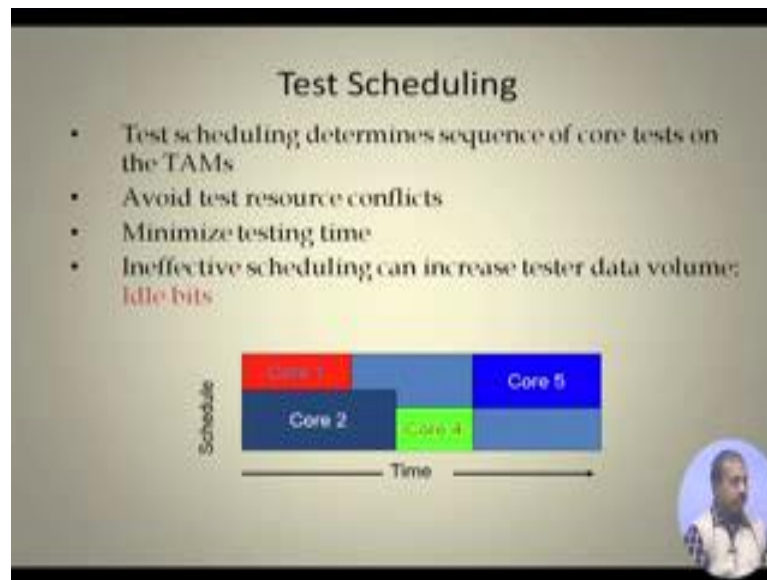 Test Scheduling
• Test scheduling determines sequence of core tests on
the TAMs
• Avoid test resource conflicts
• Minimize testing time
• Ineffective scheduling can increase tester data volume:
Idle bits
Schedule
Core 1
Core 5
Core 2
Core 4
Time